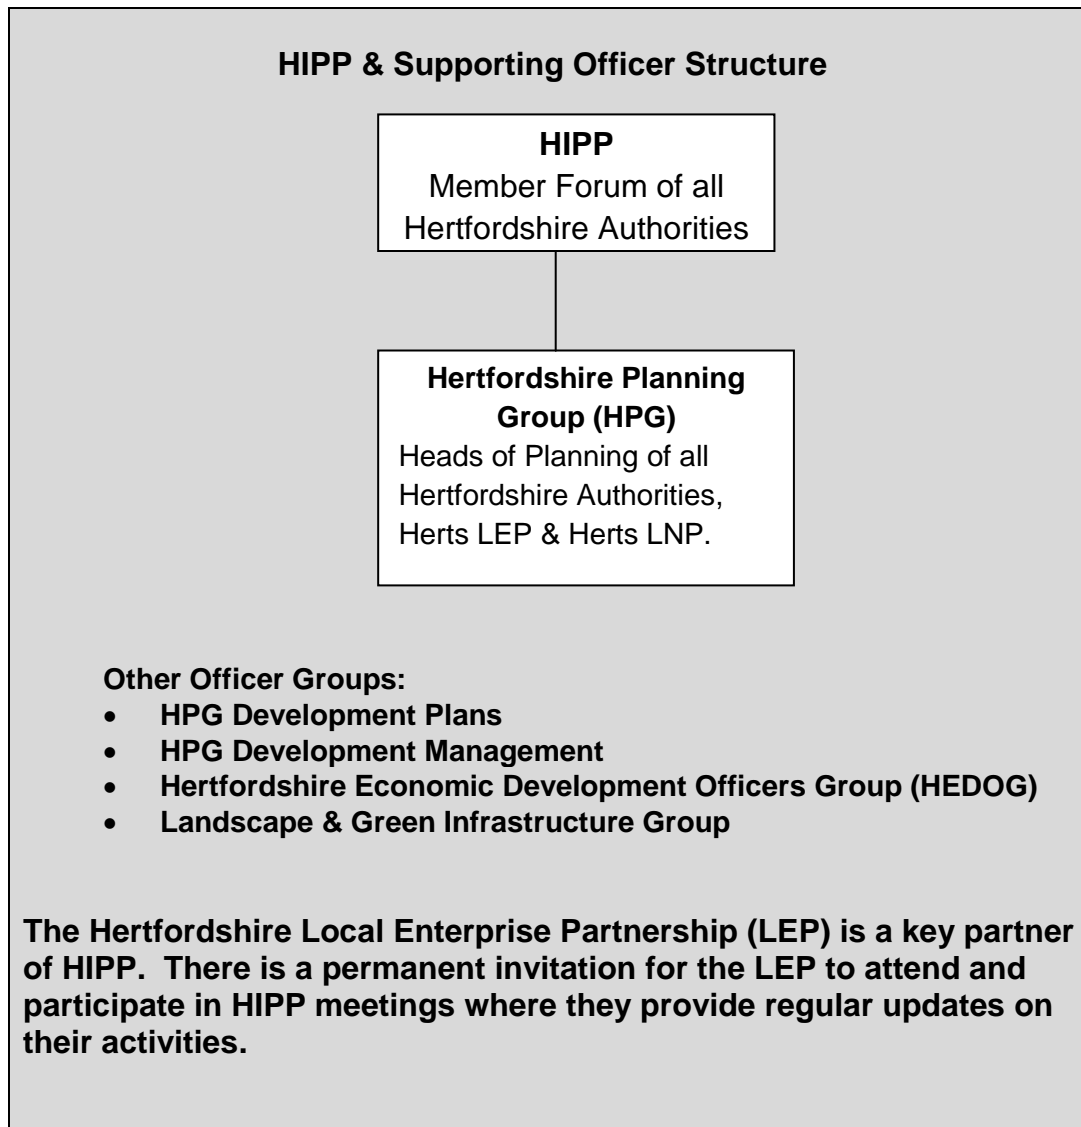 HIPP & Supporting Officer Structure
HIPP
Member Forum of all
Hertfordshire Authorities
Hertfordshire Planning
Group (HPG)
Heads of Planning of all
Hertfordshire Authorities,
Herts LEP & Herts LNP.
Other Officer Groups:
• HPG Development Plans
• HPG Development Management
• Hertfordshire Economic Development Officers Group (HEDOG)
• Landscape & Green Infrastructure Group
The Hertfordshire Local Enterprise Partnership (LEP) is a key partner
of HIPP. There is a permanent invitation for the LEP to attend and
participate in HIPP meetings where they provide regular updates on
their activities.